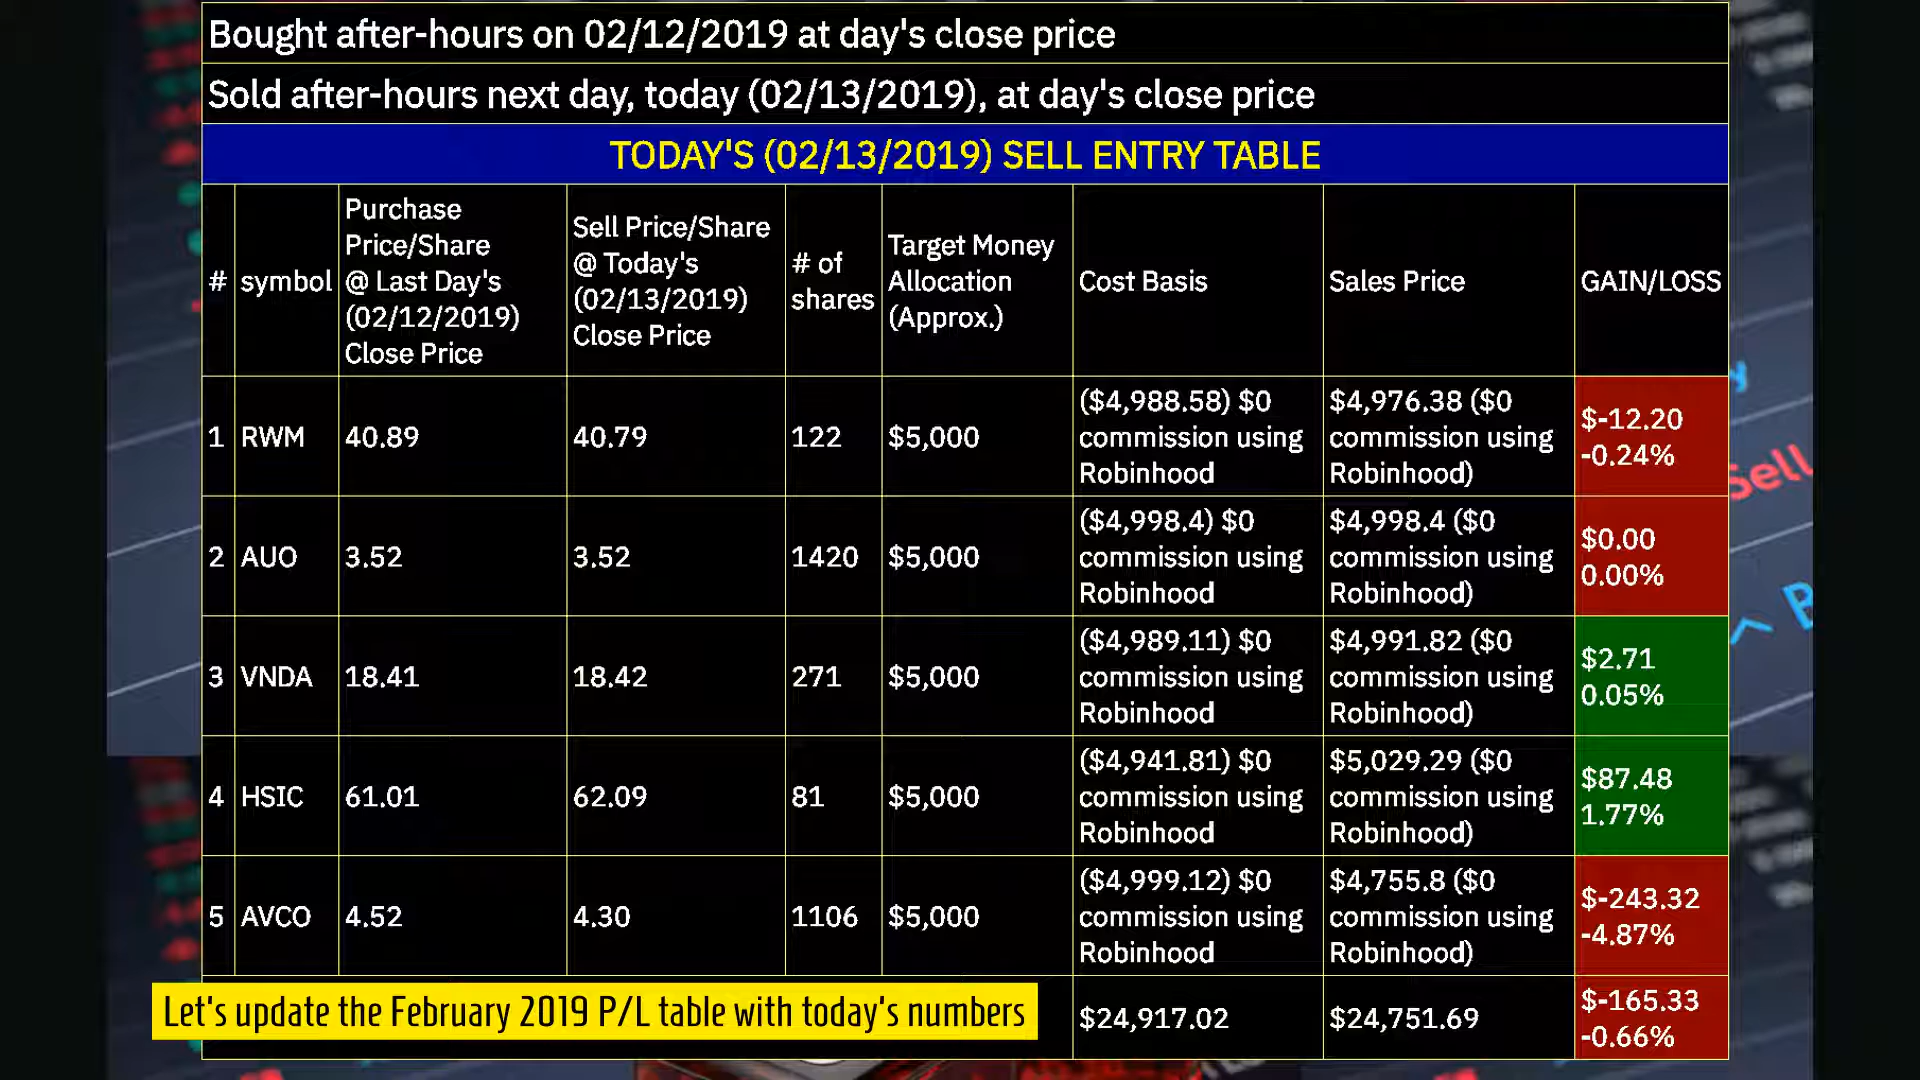 Bought after-hours on 02/12/2019 at day's close price
Sold after-hours next day, today (02/13/2019), at day's close price
TODAY'S (02/13/2019) SELL ENTRY TABLE
# symbol Purchase Price/Share @ Last Day's (02/12/2019) Close Price Sell Price/Share @ Today's (02/13/2019) Close Price # of shares Target Money Allocation (Approx.) Cost Basis Sales Price GAIN/LOSS
1 RWM 40.89 40.79 122 $5,000 ($4,988.58) $0 commission using Robinhood $4,976.38 ($0 commission using Robinhood) $-12.20 -0.24%
2 AUO 3.52 3.52 1420 $5,000 ($4,998.4) $0 commission using Robinhood $4,998.4 ($0 commission using Robinhood) $0.00 0.00%
3 VNDA 18.41 18.42 271 $5,000 ($4,989.11) $0 commission using Robinhood $4,991.82 ($0 commission using Robinhood) $2.71 0.05%
4 HSIC 61.01 62.09 81 $5,000 ($4,941.81) $0 commission using Robinhood $5,029.29 ($0 commission using Robinhood) $87.48 1.77%
5 AVCO 4.52 4.30 1106 $5,000 ($4,999.12) $0 commission using Robinhood $4,755.8 ($0 commission using Robinhood) $-243.32 -4.87%
$24,917.02 $24,751.69 $-165.33 -0.66%
Let's update the February 2019 P/L table with today's numbers
Sell